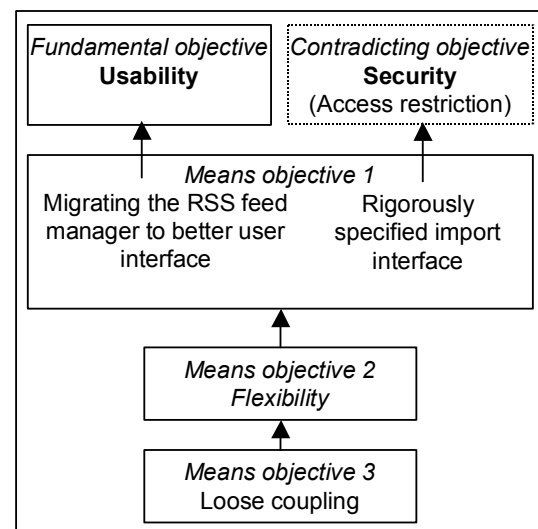 Fundamental objective
Usability
Contradicting objective
Security
(Access restriction)
Means objective 1
Migrating the RSS feed
manager to better user
interface
Rigorously
specified import
interface
Means objective 2
Flexibility
Means objective 3
Loose coupling